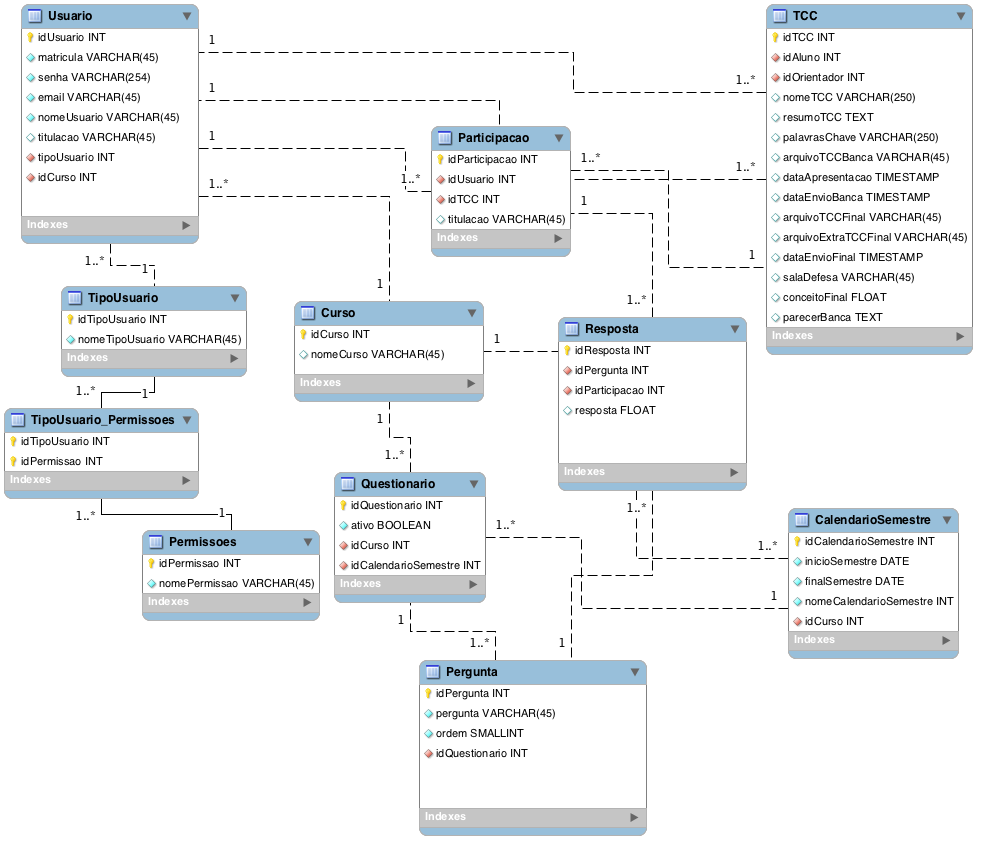 Usuario
idUsuario INT
matricula VARCHAR(45)
senha VARCHAR(254)
email VARCHAR(45)
nomeUsuario VARCHAR(45)
titulacao VARCHAR(45)
tipoUsuario INT
idCurso INT
Indexes
1
1
1
1..*
1..*
1..*
1..*
1
TCC
idTCC INT
idAluno INT
idOrientador INT
nomeTCC VARCHAR(250)
resumoTCC TEXT
palavrasChave VARCHAR(250)
arquivoTCCBanca VARCHAR(45)
dataApresentacao TIMESTAMP
dataEnvioBanca TIMESTAMP
arquivoTCCFinal VARCHAR(45)
arquivoExtraTCCFinal VARCHAR(45)
dataEnvioFinal TIMESTAMP
salaDefesa VARCHAR(45)
conceitoFinal FLOAT
parecerBanca TEXT
Indexes
Participacao
idParticipacao INT
idUsuario INT
idTCC INT
titulacao VARCHAR(45)
Indexes
1..*
1..*
1
1
1..*
TipoUsuario
idTipoUsuario INT
nomeTipoUsuario VARCHAR(45)
Indexes
1..*
1
TipoUsuario_Permissoes
idTipoUsuario INT
idPermissao INT
Indexes
1..*
1
Permissoes
idPermissao INT
nomePermissao VARCHAR(45)
Indexes
1
Curso
idCurso INT
nomeCurso VARCHAR(45)
Indexes
1
1
1..*
Resposta
idResposta INT
idPergunta INT
idParticipacao INT
resposta FLOAT
Indexes
1..*
1..*
Questionario
idQuestionario INT
ativo BOOLEAN
idCurso INT
idCalendarioSemestre INT
Indexes
1..*
1
1
1..*
1
CalendarioSemestre
idCalendarioSemestre INT
inicioSemestre DATE
finalSemestre DATE
nomeCalendarioSemestre INT
idCurso INT
Indexes
Pergunta
idPergunta INT
pergunta VARCHAR(45)
ordem SMALLINT
idQuestionario INT
Indexes